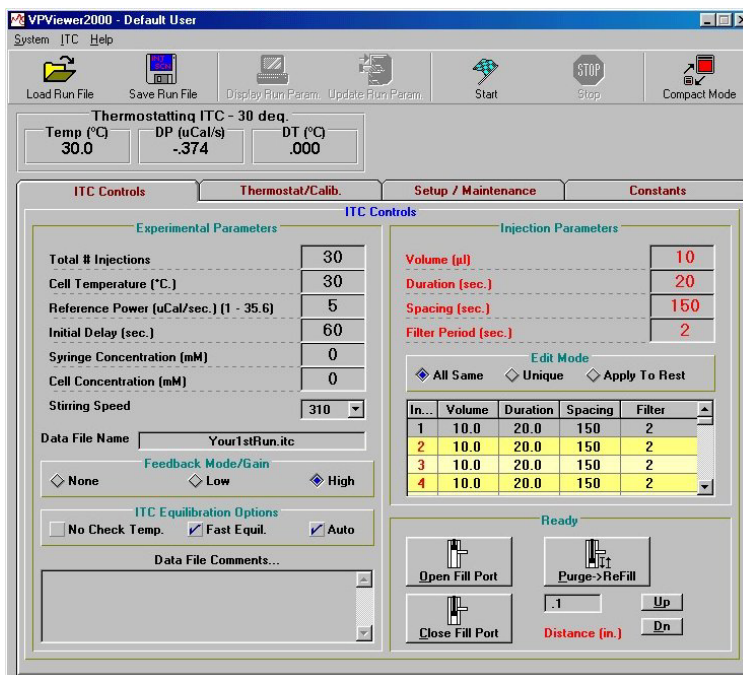 VPViewer2000 - Default User
System ITC Help
Load Run File Save Run File Display Run Param. Update Run Param. Start STOP Stop Compact Mode
Thermostatting ITC - 30 deg.
Temp (°C) DP (uCal/s) DT (°C)
30.0 -.374 .000
ITC Controls Thermostat/Calib. Setup / Maintenance Constants
ITC Controls
Experimental Parameters
Total # Injections 30
Cell Temperature (°C.) 30
Reference Power (uCal/sec.) (1 - 35.6) 5
Initial Delay (sec.) 60
Syringe Concentration (mM) 0
Cell Concentration (mM) 0
Stirring Speed 310
Data File Name Your1stRun.itc
Feedback Mode/Gain
None Low High
ITC Equilibration Options
No Check Temp. Fast Equil. Auto
Data File Comments...
Injection Parameters
Volume (µl) 10
Duration (sec.) 20
Spacing (sec.) 150
Filter Period (sec.) 2
Edit Mode
All Same Unique Apply To Rest
In... Volume Duration Spacing Filter
1 10.0 20.0 150 2
2 10.0 20.0 150 2
3 10.0 20.0 150 2
4 10.0 20.0 150 2
Ready
Open Fill Port Purge->ReFill
.1 Up
Close Fill Port Distance (in.) Dn